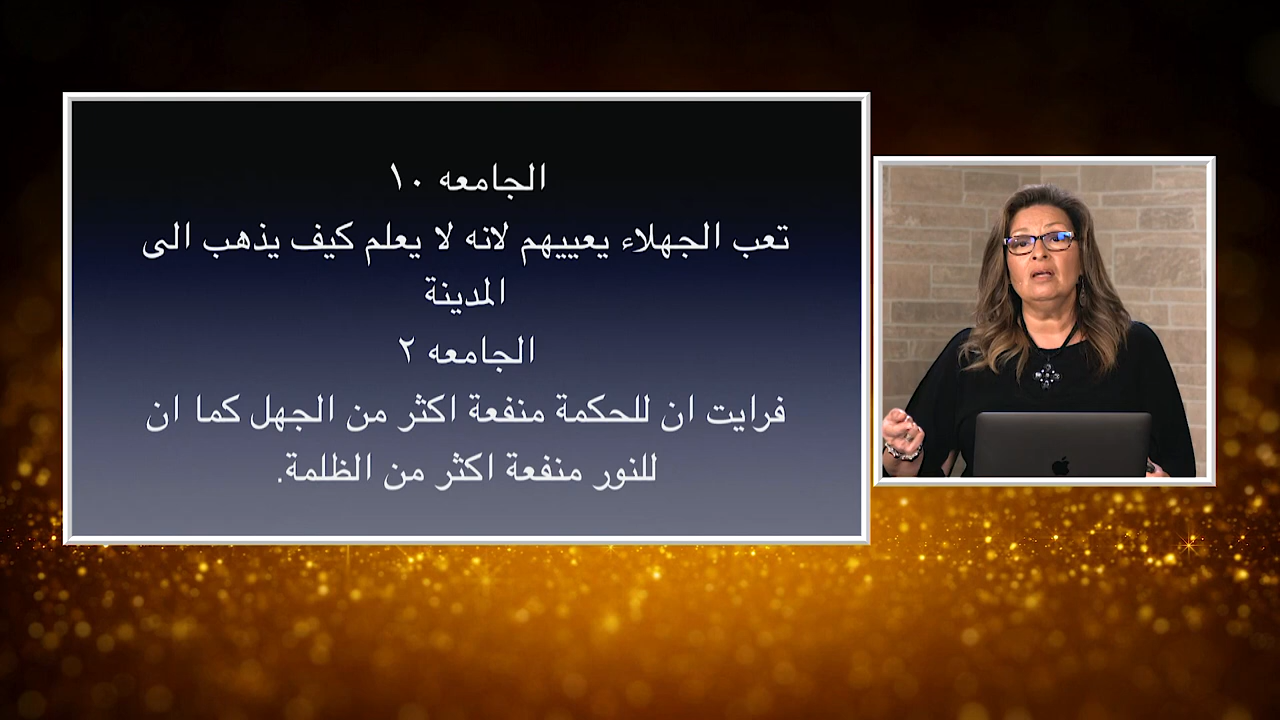 الجامعه ١٠
تعب الجهلاء يعييهم لانه لا يعلم كيف يذهب الى
المدينة
الجامعه ٢
فرايت ان للحكمة منفعة اكثر من الجهل كما ان
للنور منفعة اكثر من الظلمة.